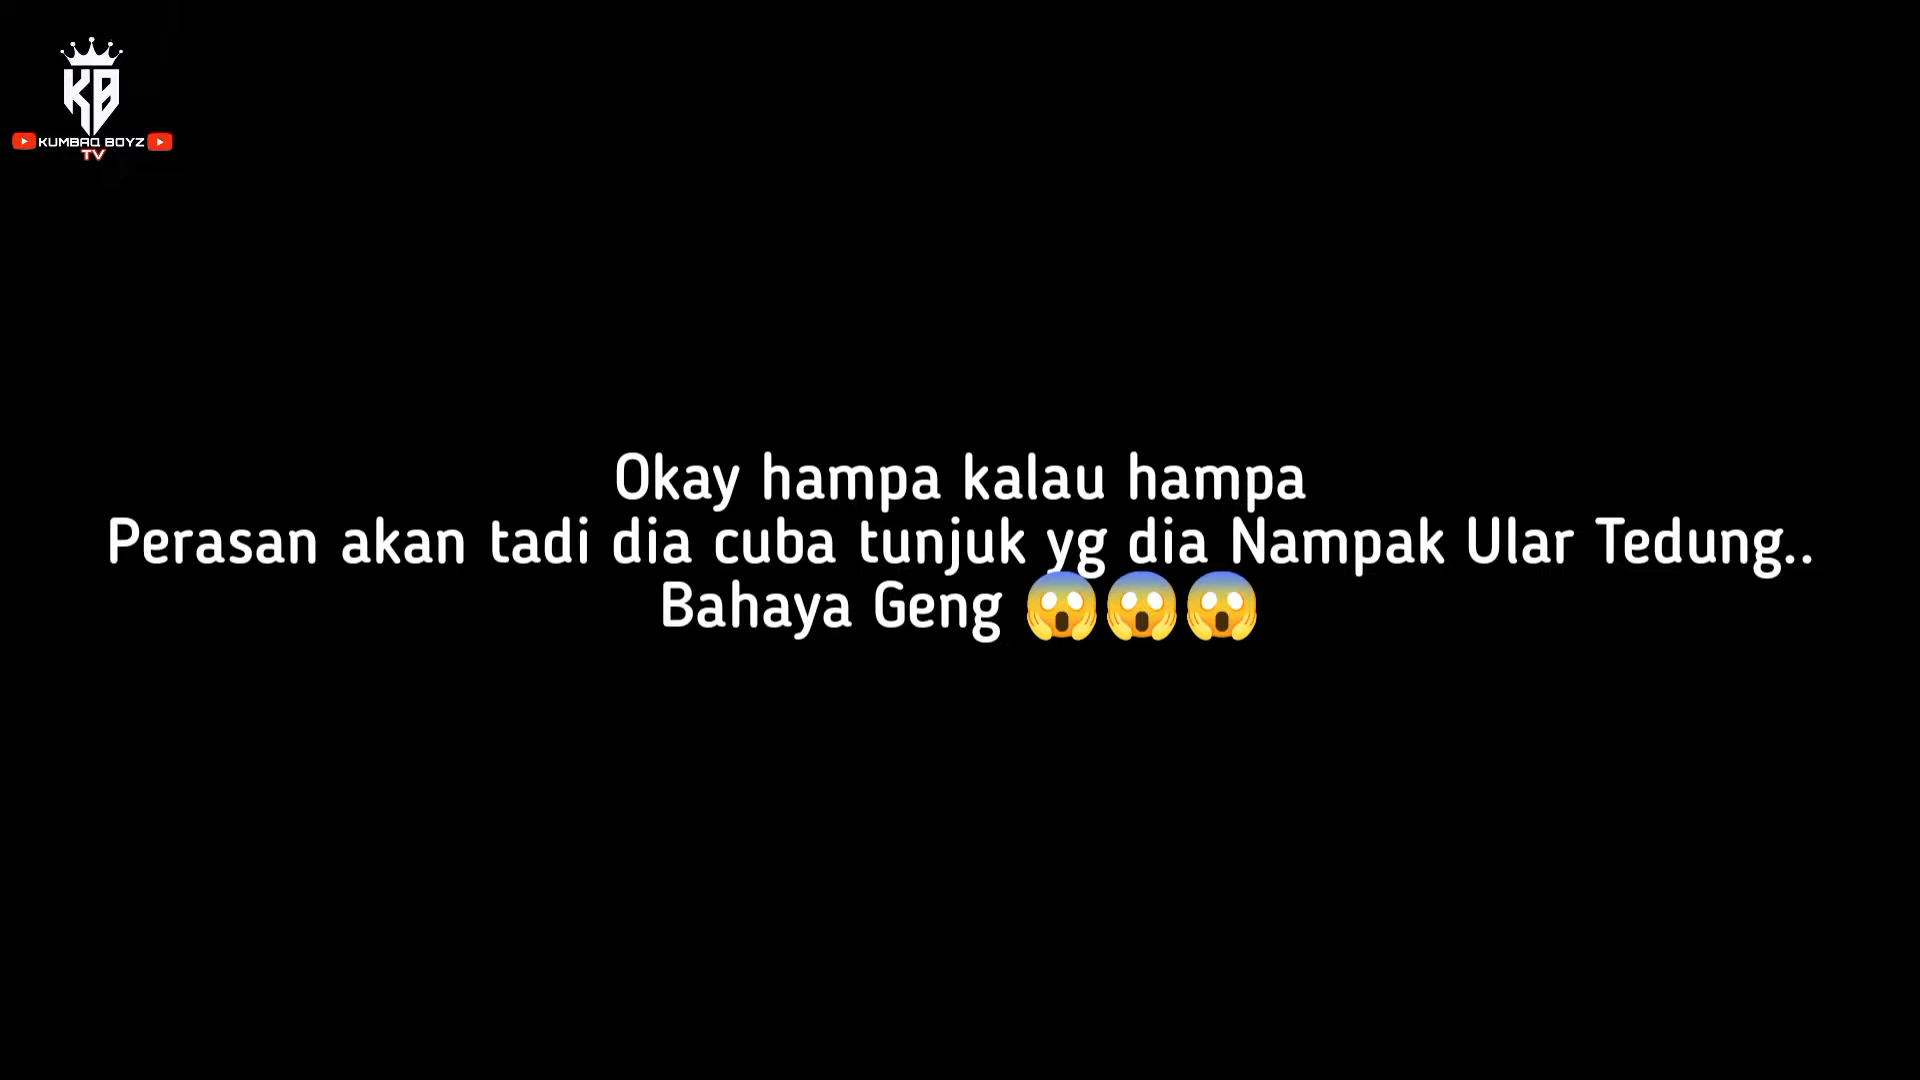 KB
KUMBAQ BOYZ
TV
Okay hampa kalau hampa
Perasan akan tadi dia cuba tunjuk yg dia Nampak Ular Tedung..
Bahaya Geng 😱😱😱